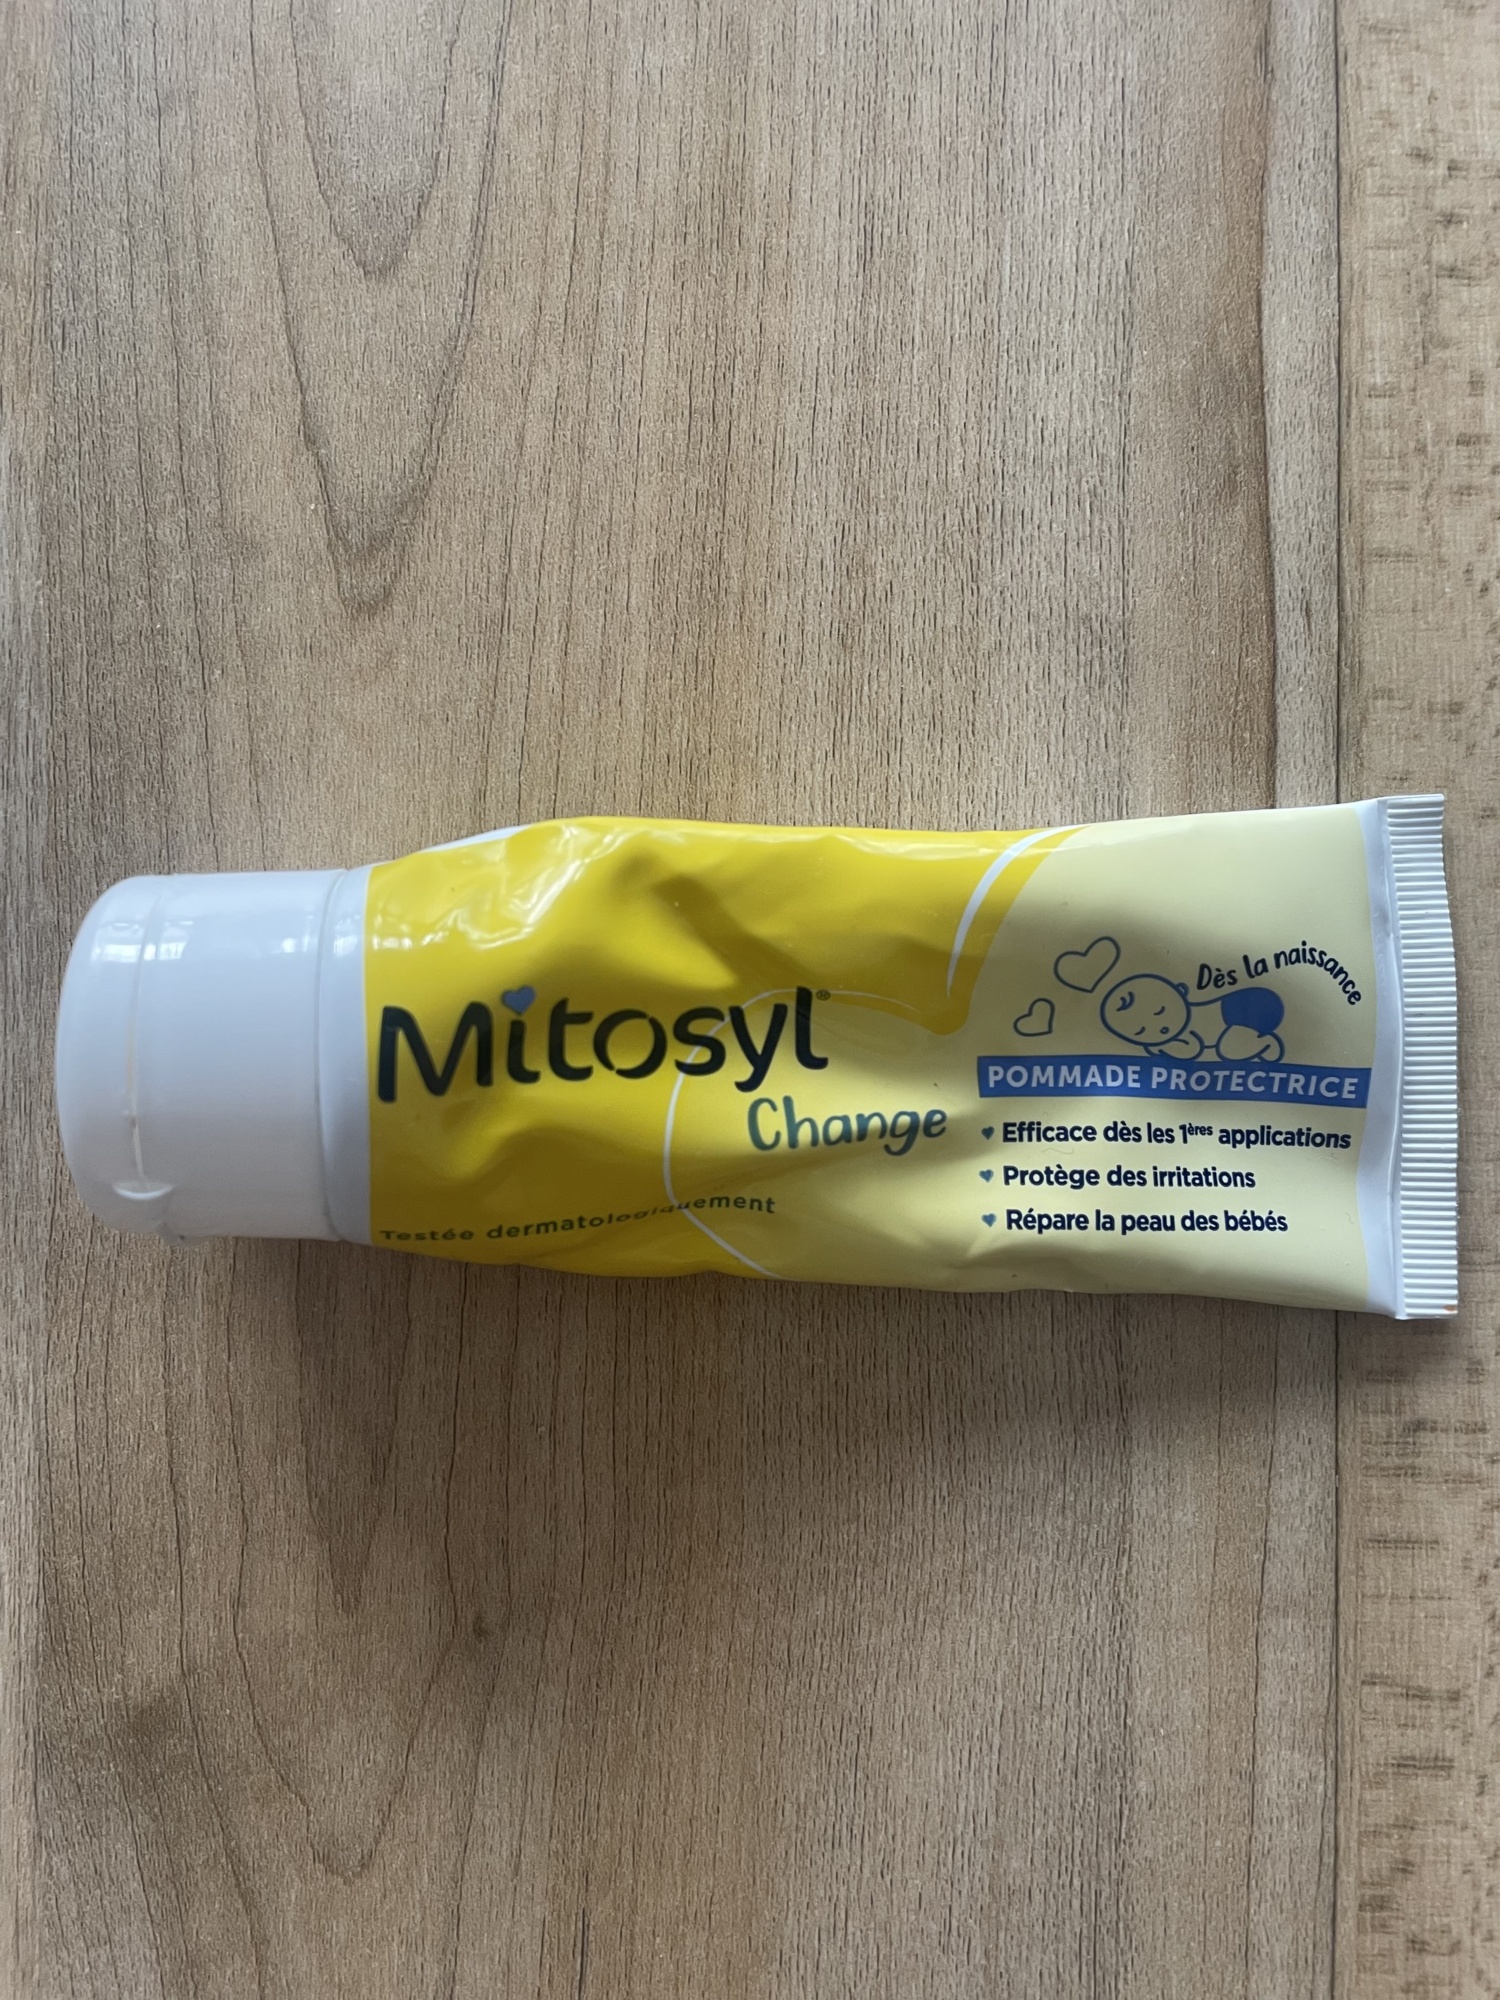 Mitosyl®
Change
Testée dermatologiquement
Dès la naissance
POMMADE PROTECTRICE
Efficace dès les 1ères applications
Protège des irritations
Répare la peau des bébés